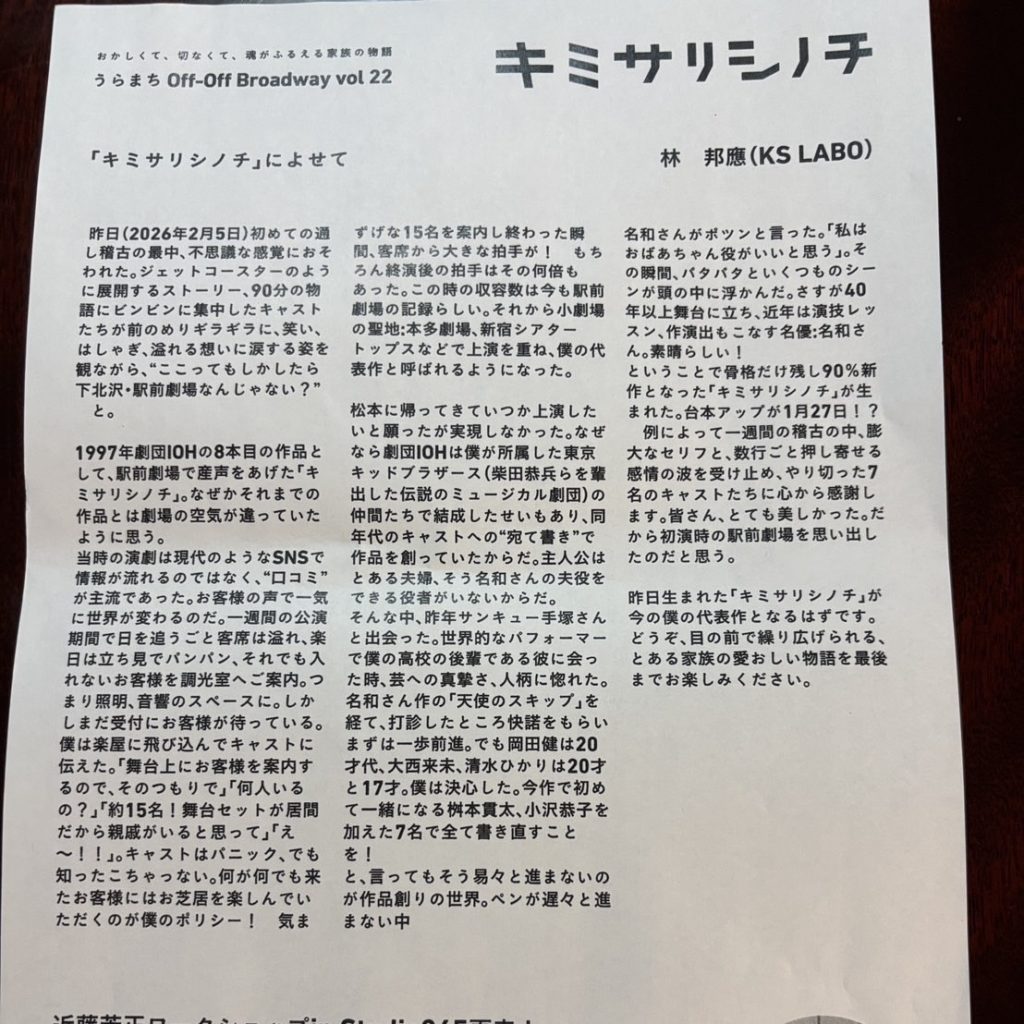 おかしくて、切なくて、魂がふるえる家族の物語
うらまち Off-Off Broadway vol 22
キミサリシノチ
「キミサリシノチ」によせて
林　邦應(KS LABO)
昨日(2026年2月5日)初めての通
し稽古の最中、不思議な感覚におそ
われた。ジェットコースターのよう
に展開するストーリー、90分の物
語にビンビンに集中したキャスト
たちが前のめりギラギラに、笑い、
はしゃぎ、溢れる想いに涙する姿を
観ながら、“ここってもしかしたら
下北沢・駅前劇場なんじゃない？”
と。
1997年劇団IOHの8本目の作品と
して、駅前劇場で産声をあげた「キ
ミサリシノチ」。なぜかそれまでの
作品とは劇場の空気が違っていた
ように思う。
当時の演劇は現代のようなSNSで
情報が流れるのではなく、“口コミ”
が主流であった。お客様の声で一気
に世界が変わるのだ。一週間の公演
期間で日を追うごと客席は溢れ、楽
日は立ち見でパンパン、それでも入
れないお客様を調光室へご案内。つ
まり照明、音響のスペースに。しか
しまだ受付にお客様が待っている。
僕は楽屋に飛び込んでキャストに
伝えた。「舞台上にお客様を案内す
るので、そのつもりで」「何人いる
の？」「約15名！舞台セットが居間
だから親戚がいると思って」「え
〜！！」。キャストはパニック、でも
知ったこちゃっない。何が何でも来
たお客様にはお芝居を楽しんでい
ただくのが僕のポリシー！　気ま
ずげな15名を案内し終わった瞬
間、客席から大きな拍手が！　もち
ろん終演後の拍手はその何倍も
あった。この時の収容数は今も駅前
劇場の記録らしい。それから小劇場
の聖地:本多劇場、新宿シアター
トップスなどで上演を重ね、僕の代
表作と呼ばれるようになった。
松本に帰ってきていつか上演した
いと願ったが実現しなかった。なぜ
なら劇団IOHは僕が所属した東京
キッドブラザース(柴田恭兵らを輩
出した伝説のミュージカル劇団)の
仲間たちで結成したせいもあり、同
年代のキャストへの“宛て書き”で
作品を創っていたからだ。主人公は
とある夫婦、そう名和さんの夫役を
できる役者がいないからだ。
そんな中、昨年サンキュー手塚さん
と出会った。世界的なパフォーマー
で僕の高校の後輩である彼に会っ
た時、芸への真摯さ、人柄に惚れた。
名和さん作の「天使のスキップ」を
経て、打診したところ快諾をもらい
まずは一歩前進。でも岡田健は20
才代、大西来未、清水ひかりは20才
と17才。僕は決心した。今作で初め
て一緒になる桝本貫太、小沢恭子を
加えた7名で全て書き直すこと
を！
と、言ってもそう易々と進まないの
が作品創りの世界。ペンが遅々と進
まない中
名和さんがポツンと言った。「私は
おばあちゃん役がいいと思う」。そ
の瞬間、バタバタといくつものシー
ンが頭の中に浮かんだ。さすが40
年以上舞台に立ち、近年は演技レッ
スン、作演出もこなす名優:名和さ
ん。素晴らしい！
ということで骨格だけ残し90%新
作となった「キミサリシノチ」が生
まれた。台本アップが1月27日！？
例によって一週間の稽古の中、膨
大なセリフと、数行ごと押し寄せる
感情の波を受け止め、やり切った7
名のキャストたちに心から感謝し
ます。皆さん、とても美しかった。だ
から初演時の駅前劇場を思い出し
たのだと思う。
昨日生まれた「キミサリシノチ」が
今の僕の代表作となるはずです。
どうぞ、目の前で繰り広げられる、
とある家族の愛おしい物語を最後
までお楽しみください。